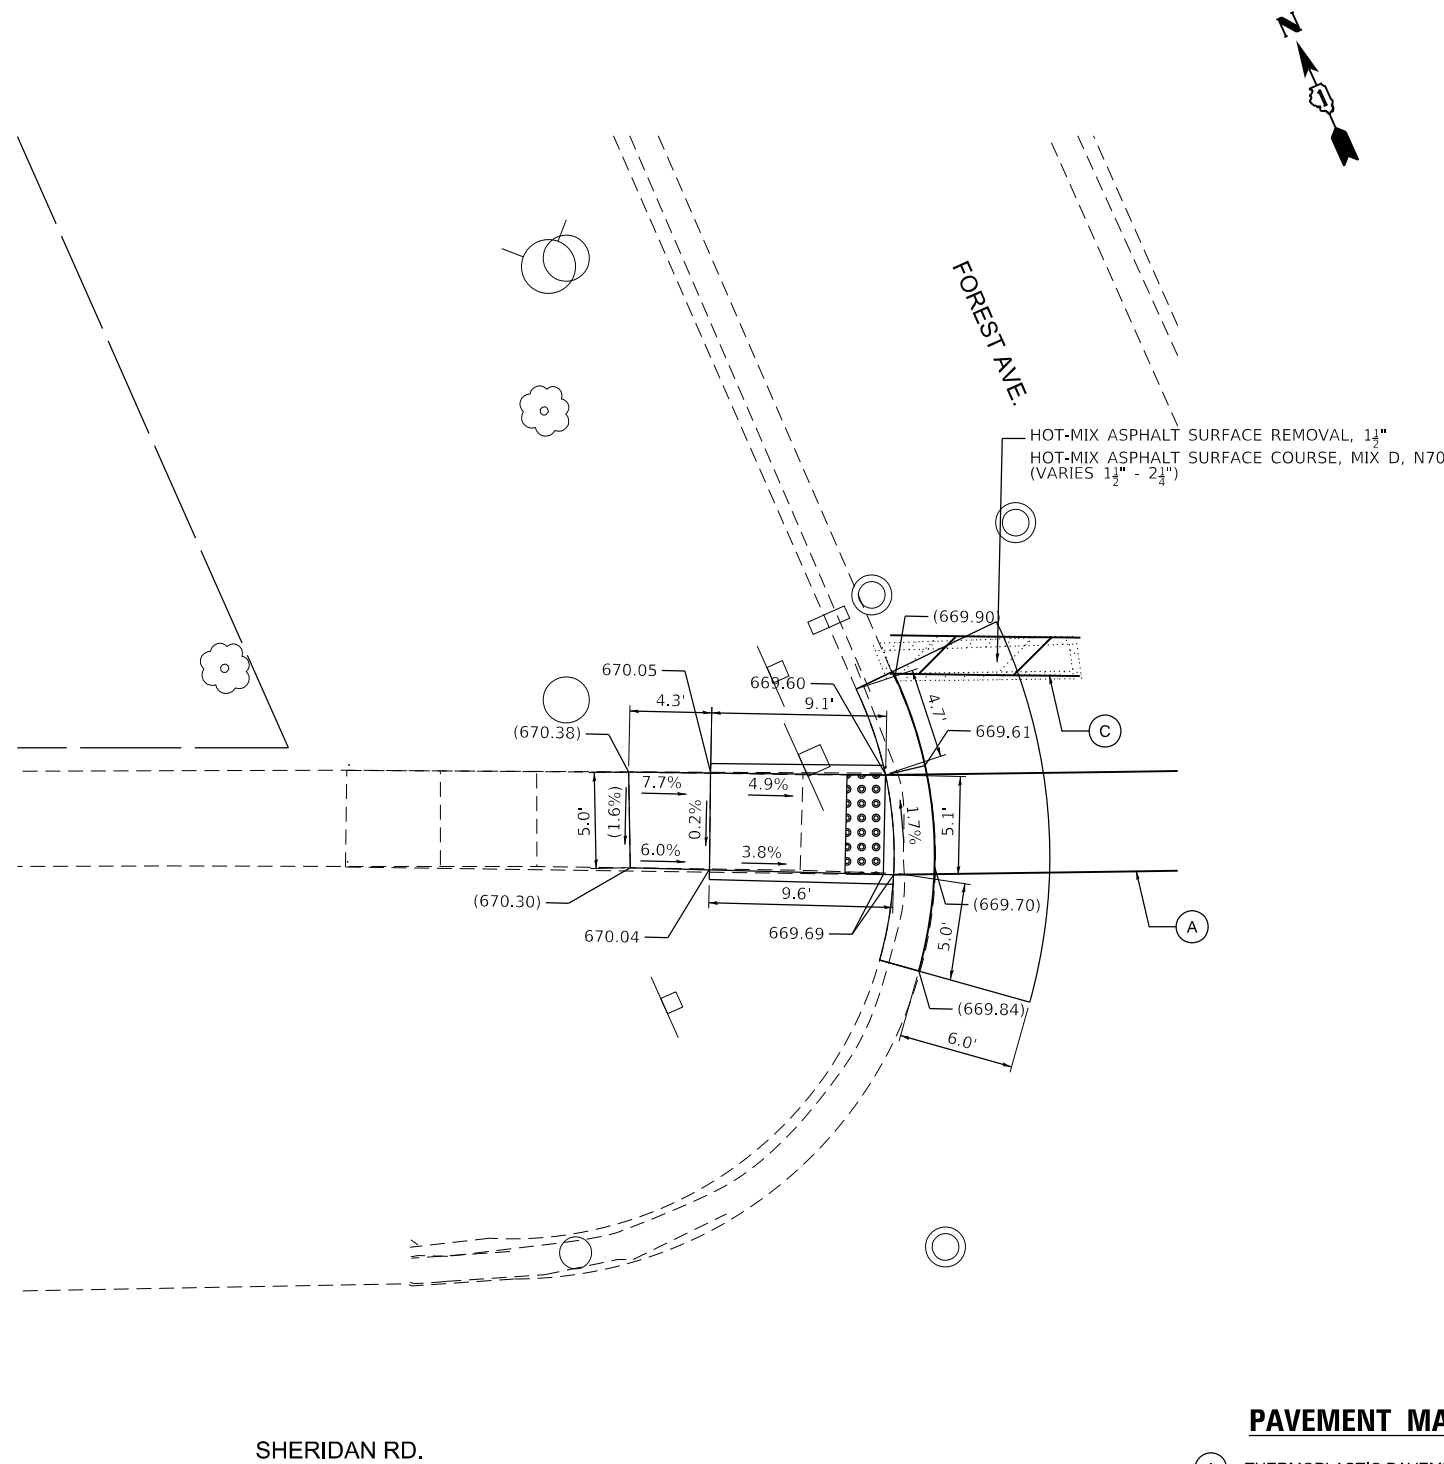 N
1
FOREST AVE.
HOT-MIX ASPHALT SURFACE REMOVAL, 1½"
HOT-MIX ASPHALT SURFACE COURSE, MIX D, N70
(VARIES 1½" - 2¼")
(669.90)
670.05
669.60
4.3'
9.1'
4.7'
(670.38)
669.61
C
7.7%
4.9%
5.0'
(1.6%)
0.2%
1.7%
5.1'
6.0%
3.8%
(670.30)
9.6'
(669.70)
A
670.04
669.69
5.0'
(669.84)
6.0'
PAVEMENT MA
SHERIDAN RD.